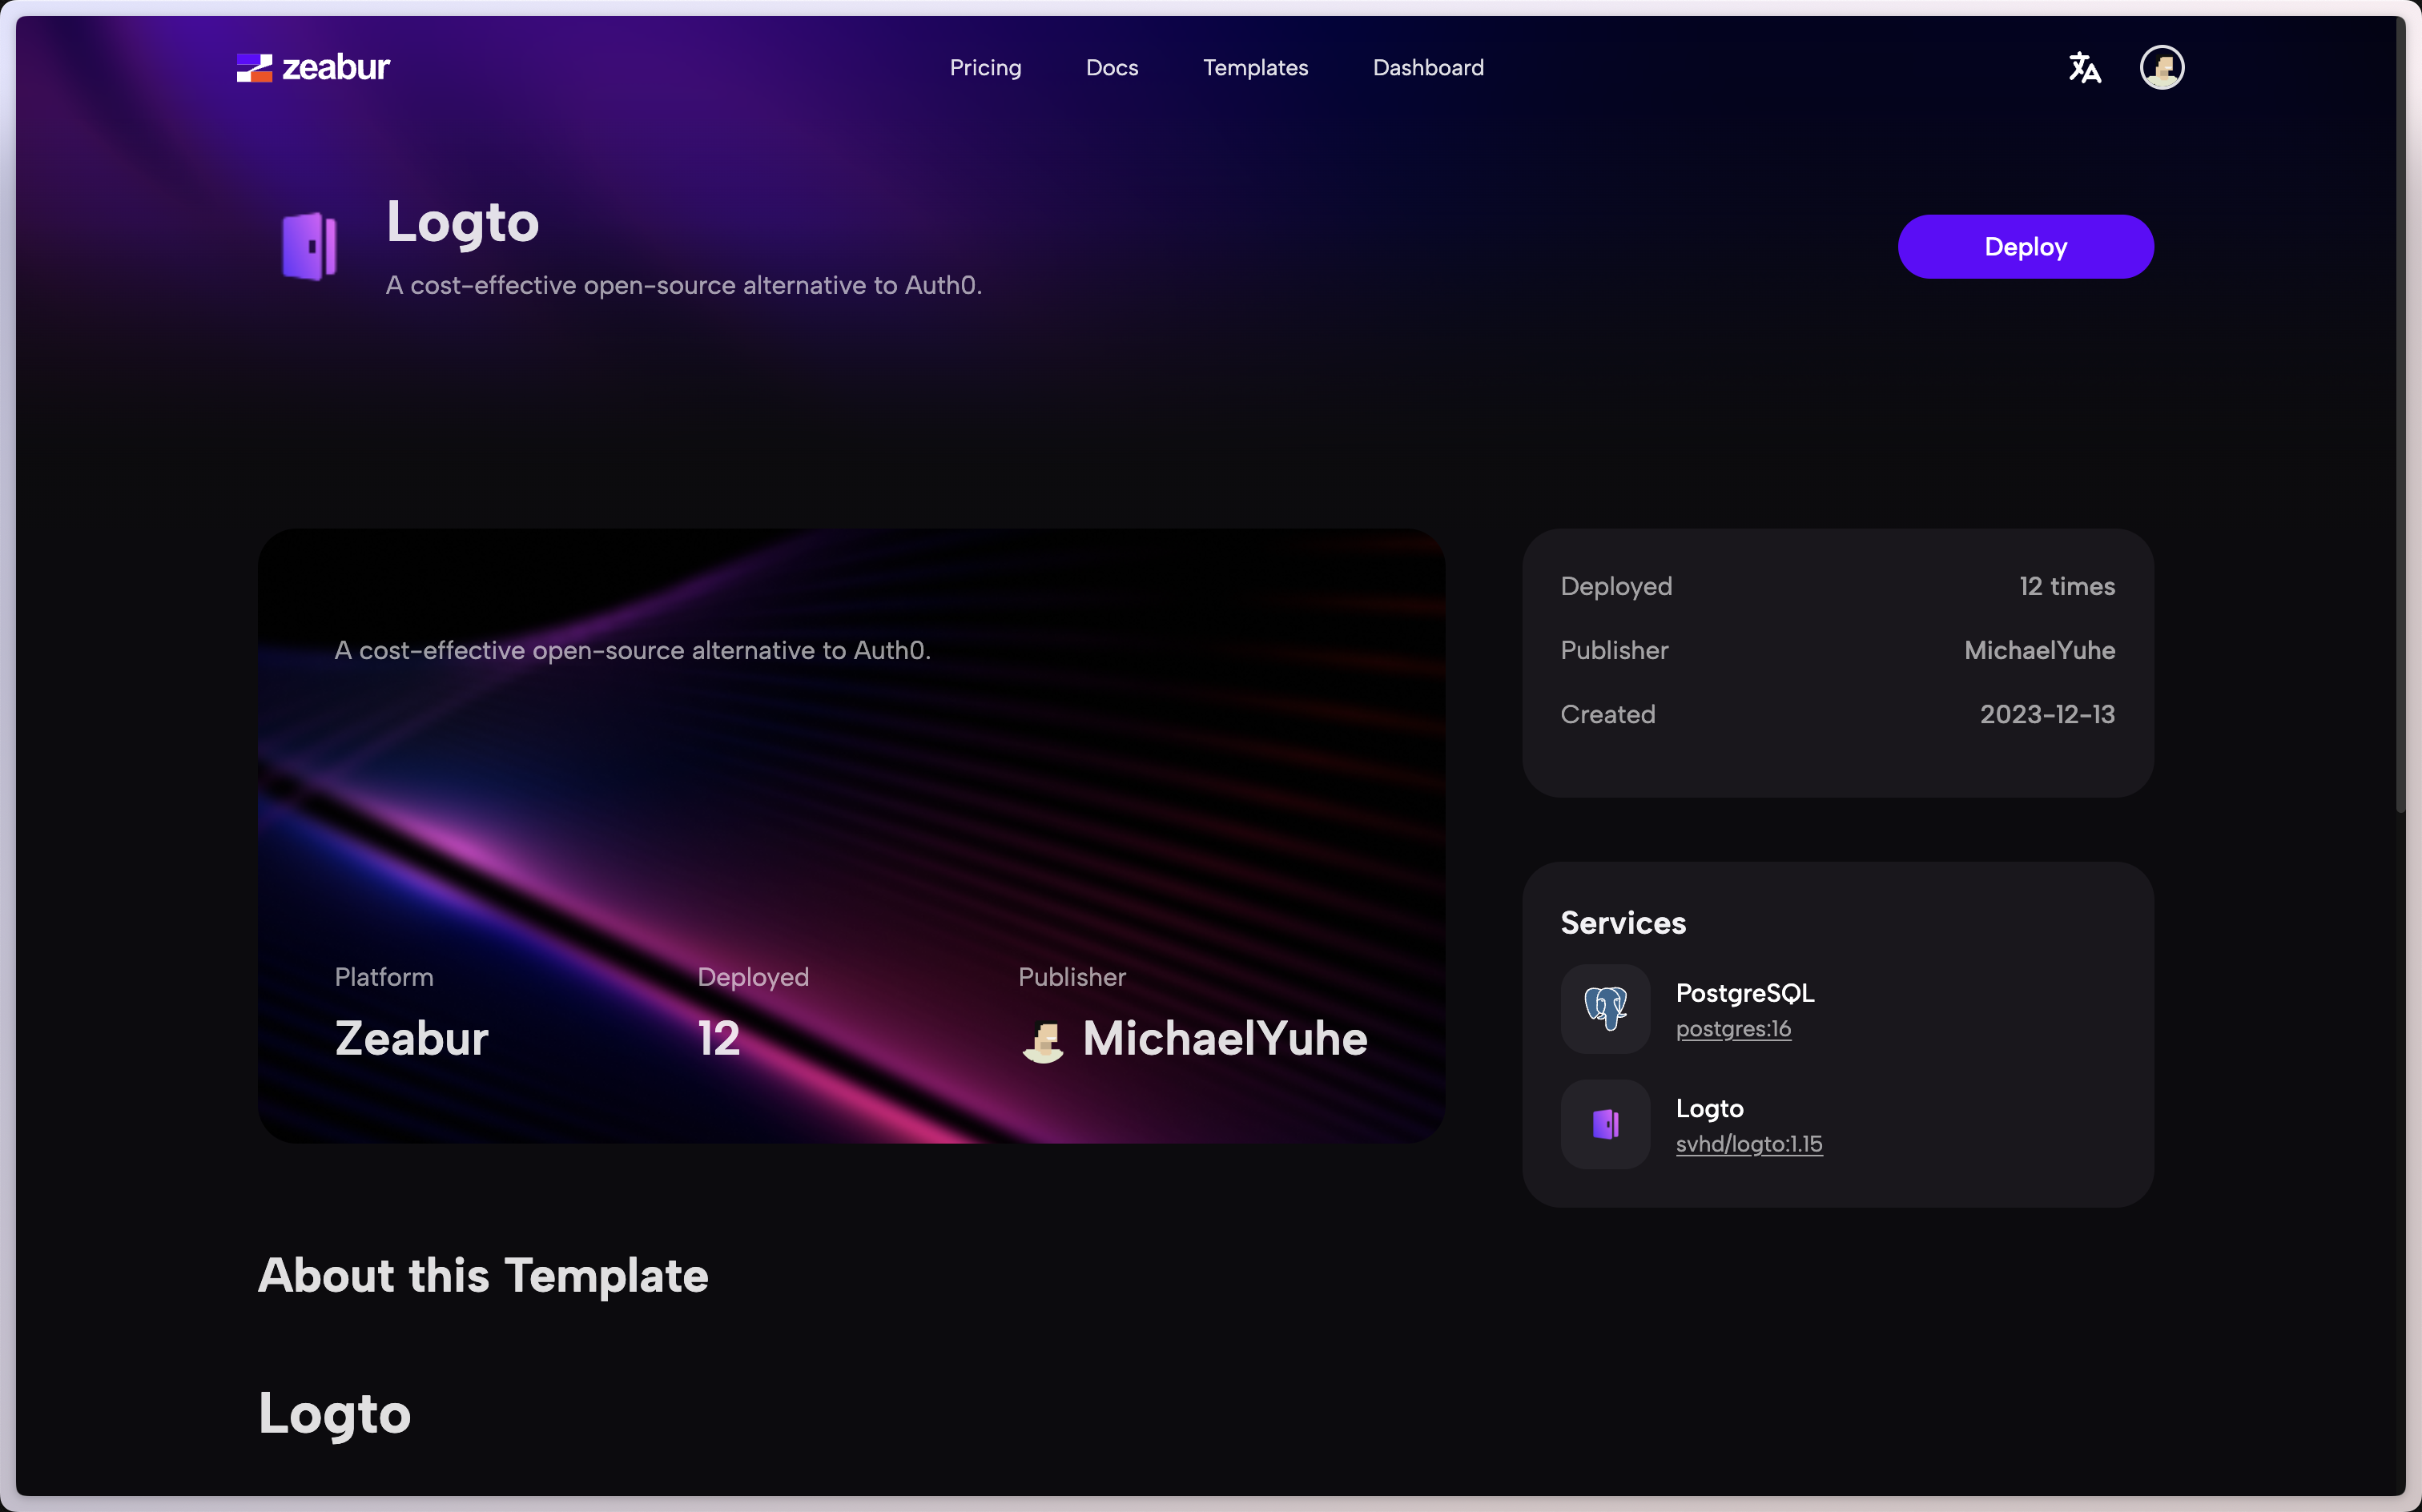 zeabur
Pricing
Docs
Templates
Dashboard
Logto
A cost-effective open-source alternative to Auth0.
Deploy
A cost-effective open-source alternative to Auth0.
Platform
Zeabur
Deployed
12
Publisher
MichaelYuhe
Deployed 12 times
Publisher MichaelYuhe
Created 2023-12-13
Services
PostgreSQL
postgres:16
Logto
svhd/logto:1.15
About this Template
Logto